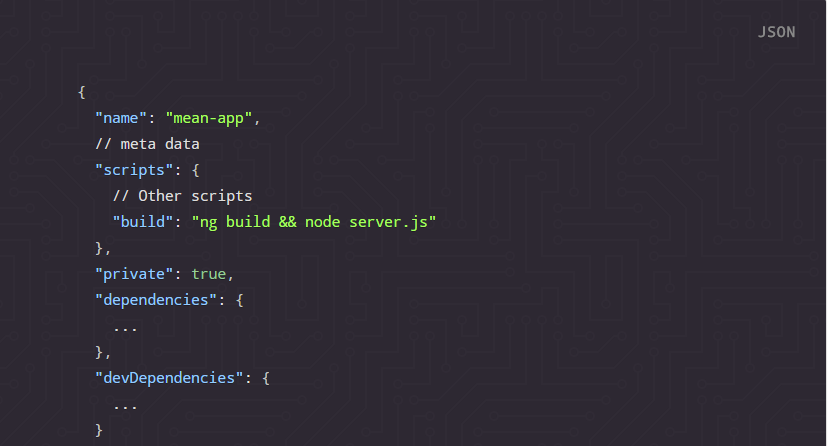 JSON
{
"name": "mean-app",
// meta data
"scripts": {
// Other scripts
"build": "ng build && node server.js"
},
"private": true,
"dependencies": {
...
},
"devDependencies": {
...
}